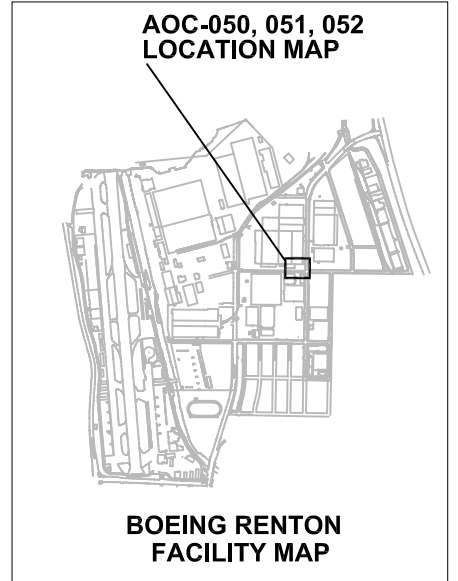 AOC-050, 051, 052
LOCATION MAP
BOEING RENTON
FACILITY MAP